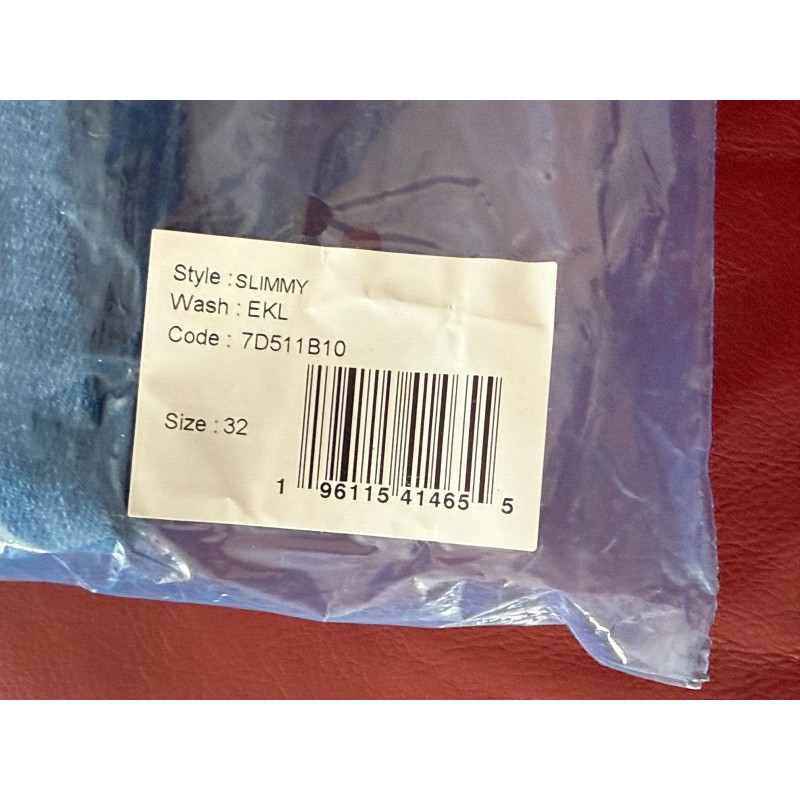 Style : SLIMMY
Wash : EKL
Code : 7D511B10
Size : 32
1 96115 41465 5